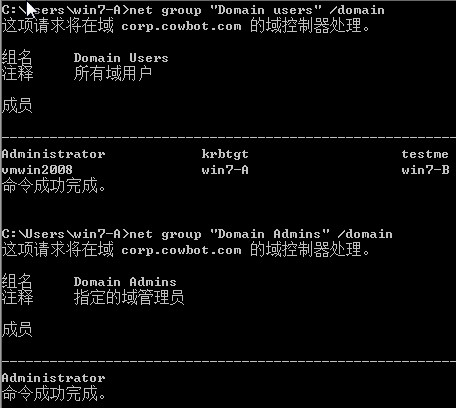 C:\Users\win7-A>net group "Domain users" /domain
这项请求将在域 corp.cowbot.com 的域控制器处理。
组名 Domain Users
注释 所有域用户
成员
-------------------------------------------------------------------------------
Administrator krbtgt testme
vmwin2008 win7-A win7-B
命令成功完成。
C:\Users\win7-A>net group "Domain Admins" /domain
这项请求将在域 corp.cowbot.com 的域控制器处理。
组名 Domain Admins
注释 指定的域管理员
成员
-------------------------------------------------------------------------------
Administrator
命令成功完成。